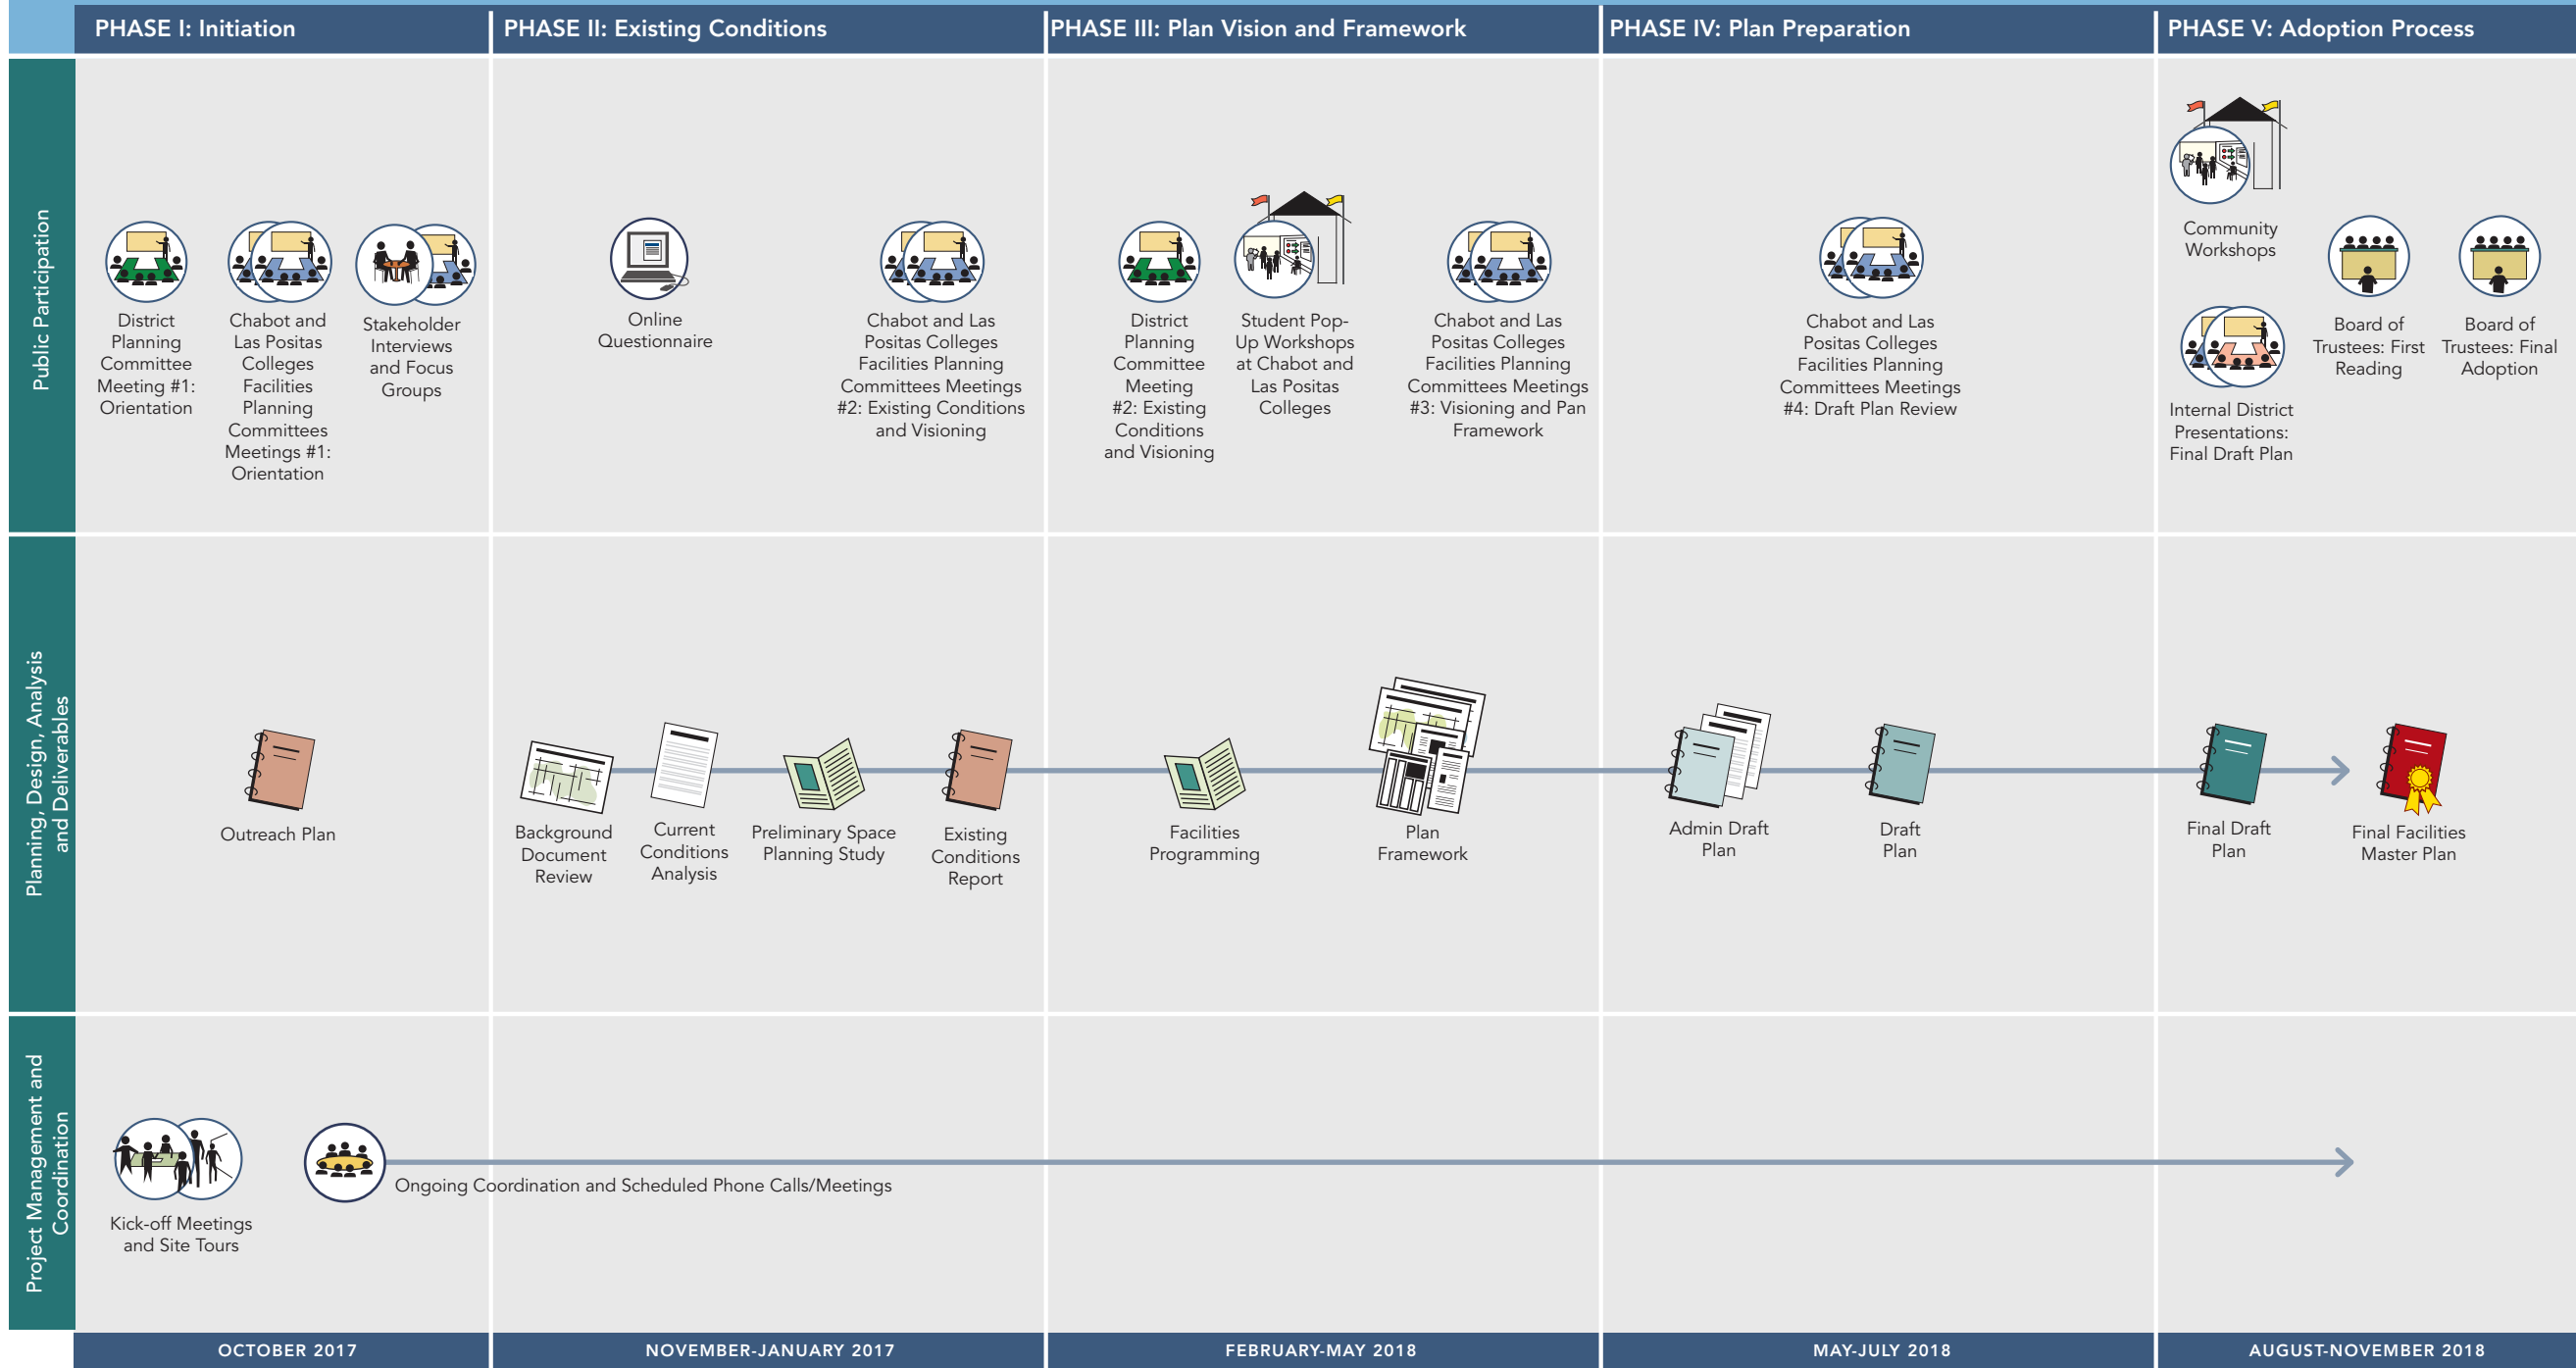 PHASE I: Initiation
PHASE II: Existing Conditions
PHASE III: Plan Vision and Framework
PHASE IV: Plan Preparation
PHASE V: Adoption Process
Public Participation
District
Planning
Committee
Meeting #1:
Orientation
Chabot and
Las Positas
Colleges
Facilities
Planning
Committees
Meetings #1:
Orientation
Stakeholder
Interviews
and Focus
Groups
Online
Questionnaire
Chabot and Las
Positas Colleges
Facilities Planning
Committees Meetings
#2: Existing Conditions
and Visioning
District
Planning
Committee
Meeting
#2: Existing
Conditions
and Visioning
Student Pop-
Up Workshops
at Chabot and
Las Positas
Colleges
Chabot and Las
Positas Colleges
Facilities Planning
Committees Meetings
#3: Visioning and Pan
Framework
Chabot and Las
Positas Colleges
Facilities Planning
Committees Meetings
#4: Draft Plan Review
Community
Workshops
Internal District
Presentations:
Final Draft Plan
Board of
Trustees: First
Reading
Board of
Trustees: Final
Adoption
Planning, Design, Analysis
and Deliverables
Outreach Plan
Background
Document
Review
Current
Conditions
Analysis
Preliminary Space
Planning Study
Existing
Conditions
Report
Facilities
Programming
Plan
Framework
Admin Draft
Plan
Draft
Plan
Final Draft
Plan
Final Facilities
Master Plan
Project Management and
Coordination
Kick-off Meetings
and Site Tours
Ongoing Coordination and Scheduled Phone Calls/Meetings
OCTOBER 2017
NOVEMBER-JANUARY 2017
FEBRUARY-MAY 2018
MAY-JULY 2018
AUGUST-NOVEMBER 2018